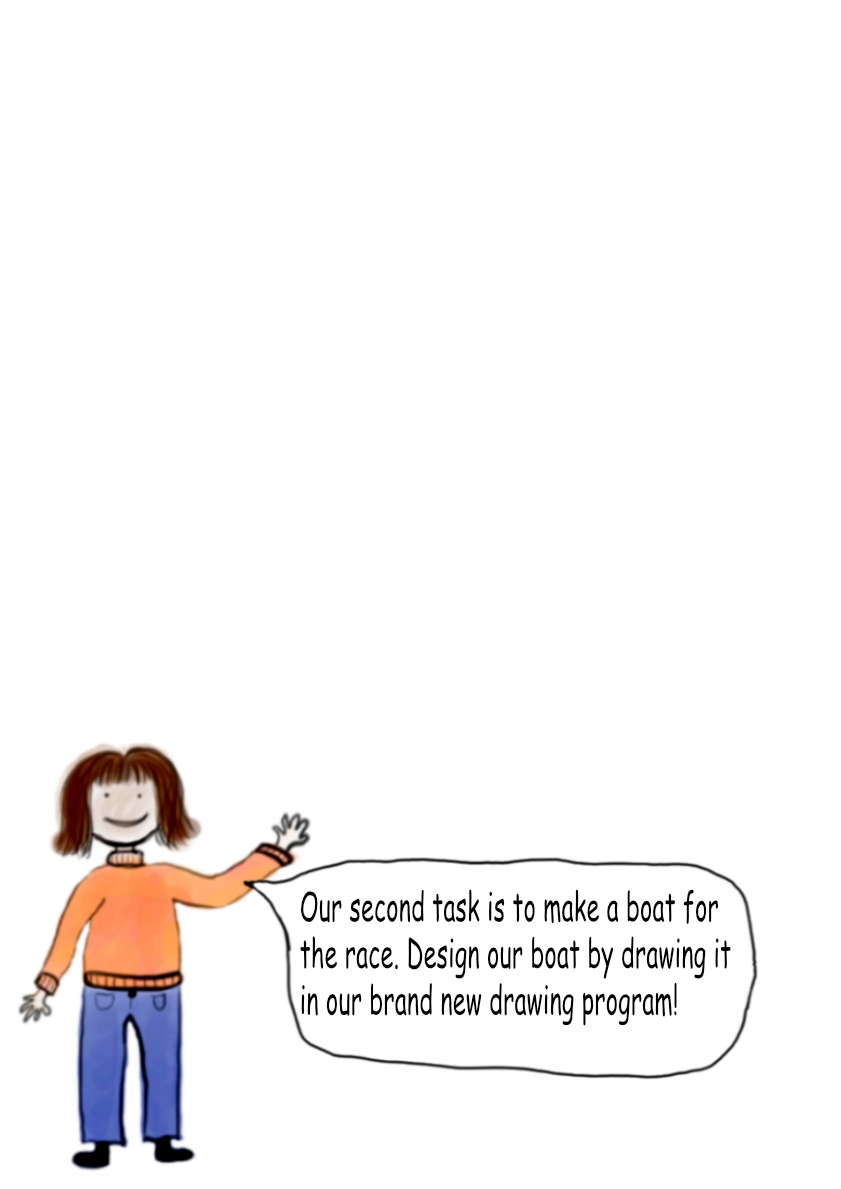 Our second task is to make a boat for
the race. Design our boat by drawing it
in our brand new drawing program!